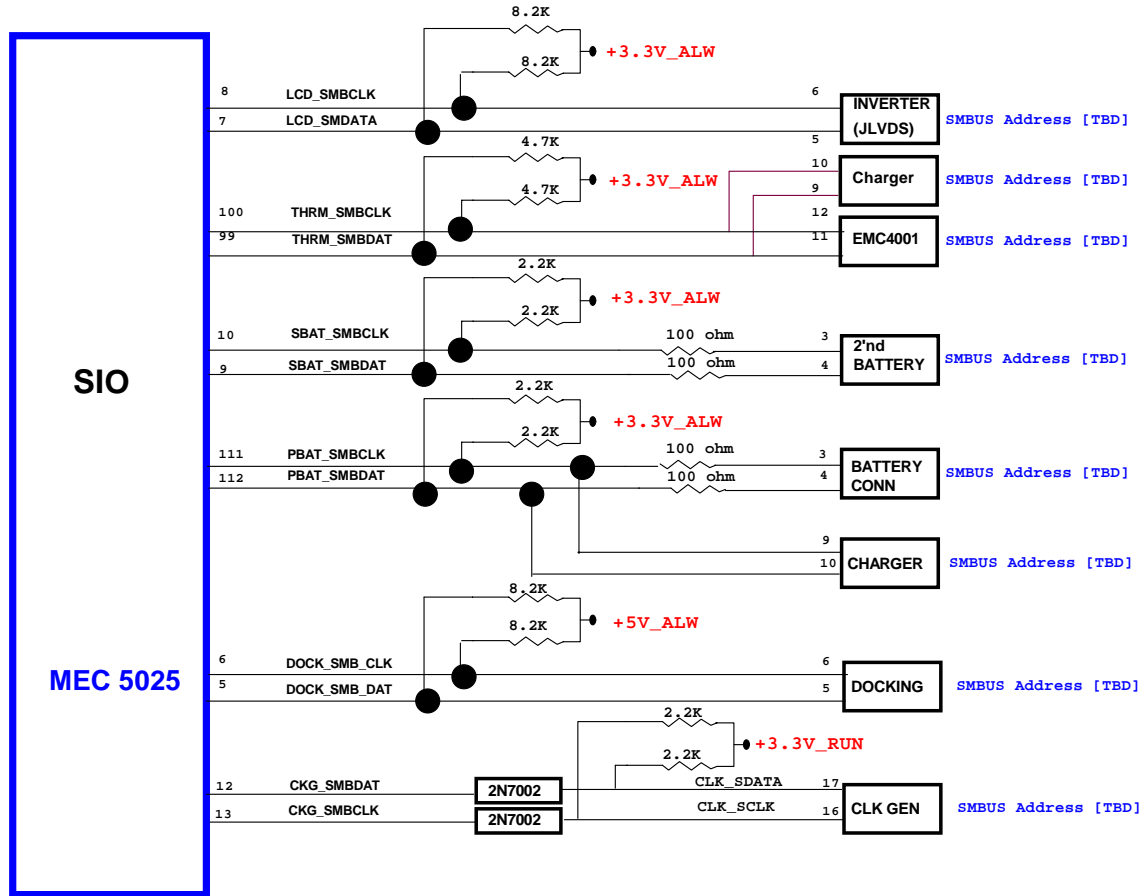 8.2K
+3.3V_ALW
8.2K
8 LCD_SMBCLK 6
INVERTER
(JLVDS)
SMBUS Address [TBD]
7 LCD_SMDATA 5
4.7K
+3.3V_ALW
4.7K
10
9
Charger
SMBUS Address [TBD]
100 THRM_SMBCLK 12
99 THRM_SMBDAT 11
EMC4001
SMBUS Address [TBD]
2.2K
+3.3V_ALW
2.2K
10 SBAT_SMBCLK 100 ohm 3
9 SBAT_SMBDAT 100 ohm 4
2'nd
BATTERY
SMBUS Address [TBD]
SIO
2.2K
+3.3V_ALW
2.2K
111 PBAT_SMBCLK 100 ohm 3
112 PBAT_SMBDAT 100 ohm 4
BATTERY
CONN
SMBUS Address [TBD]
9
10
CHARGER
SMBUS Address [TBD]
8.2K
+5V_ALW
8.2K
MEC 5025
6 DOCK_SMB_CLK 6
5 DOCK_SMB_DAT 5
DOCKING
SMBUS Address [TBD]
2.2K
+3.3V_RUN
2.2K
12 CKG_SMBDAT 2N7002 CLK_SDATA 17
13 CKG_SMBCLK 2N7002 CLK_SCLK 16
CLK GEN
SMBUS Address [TBD]